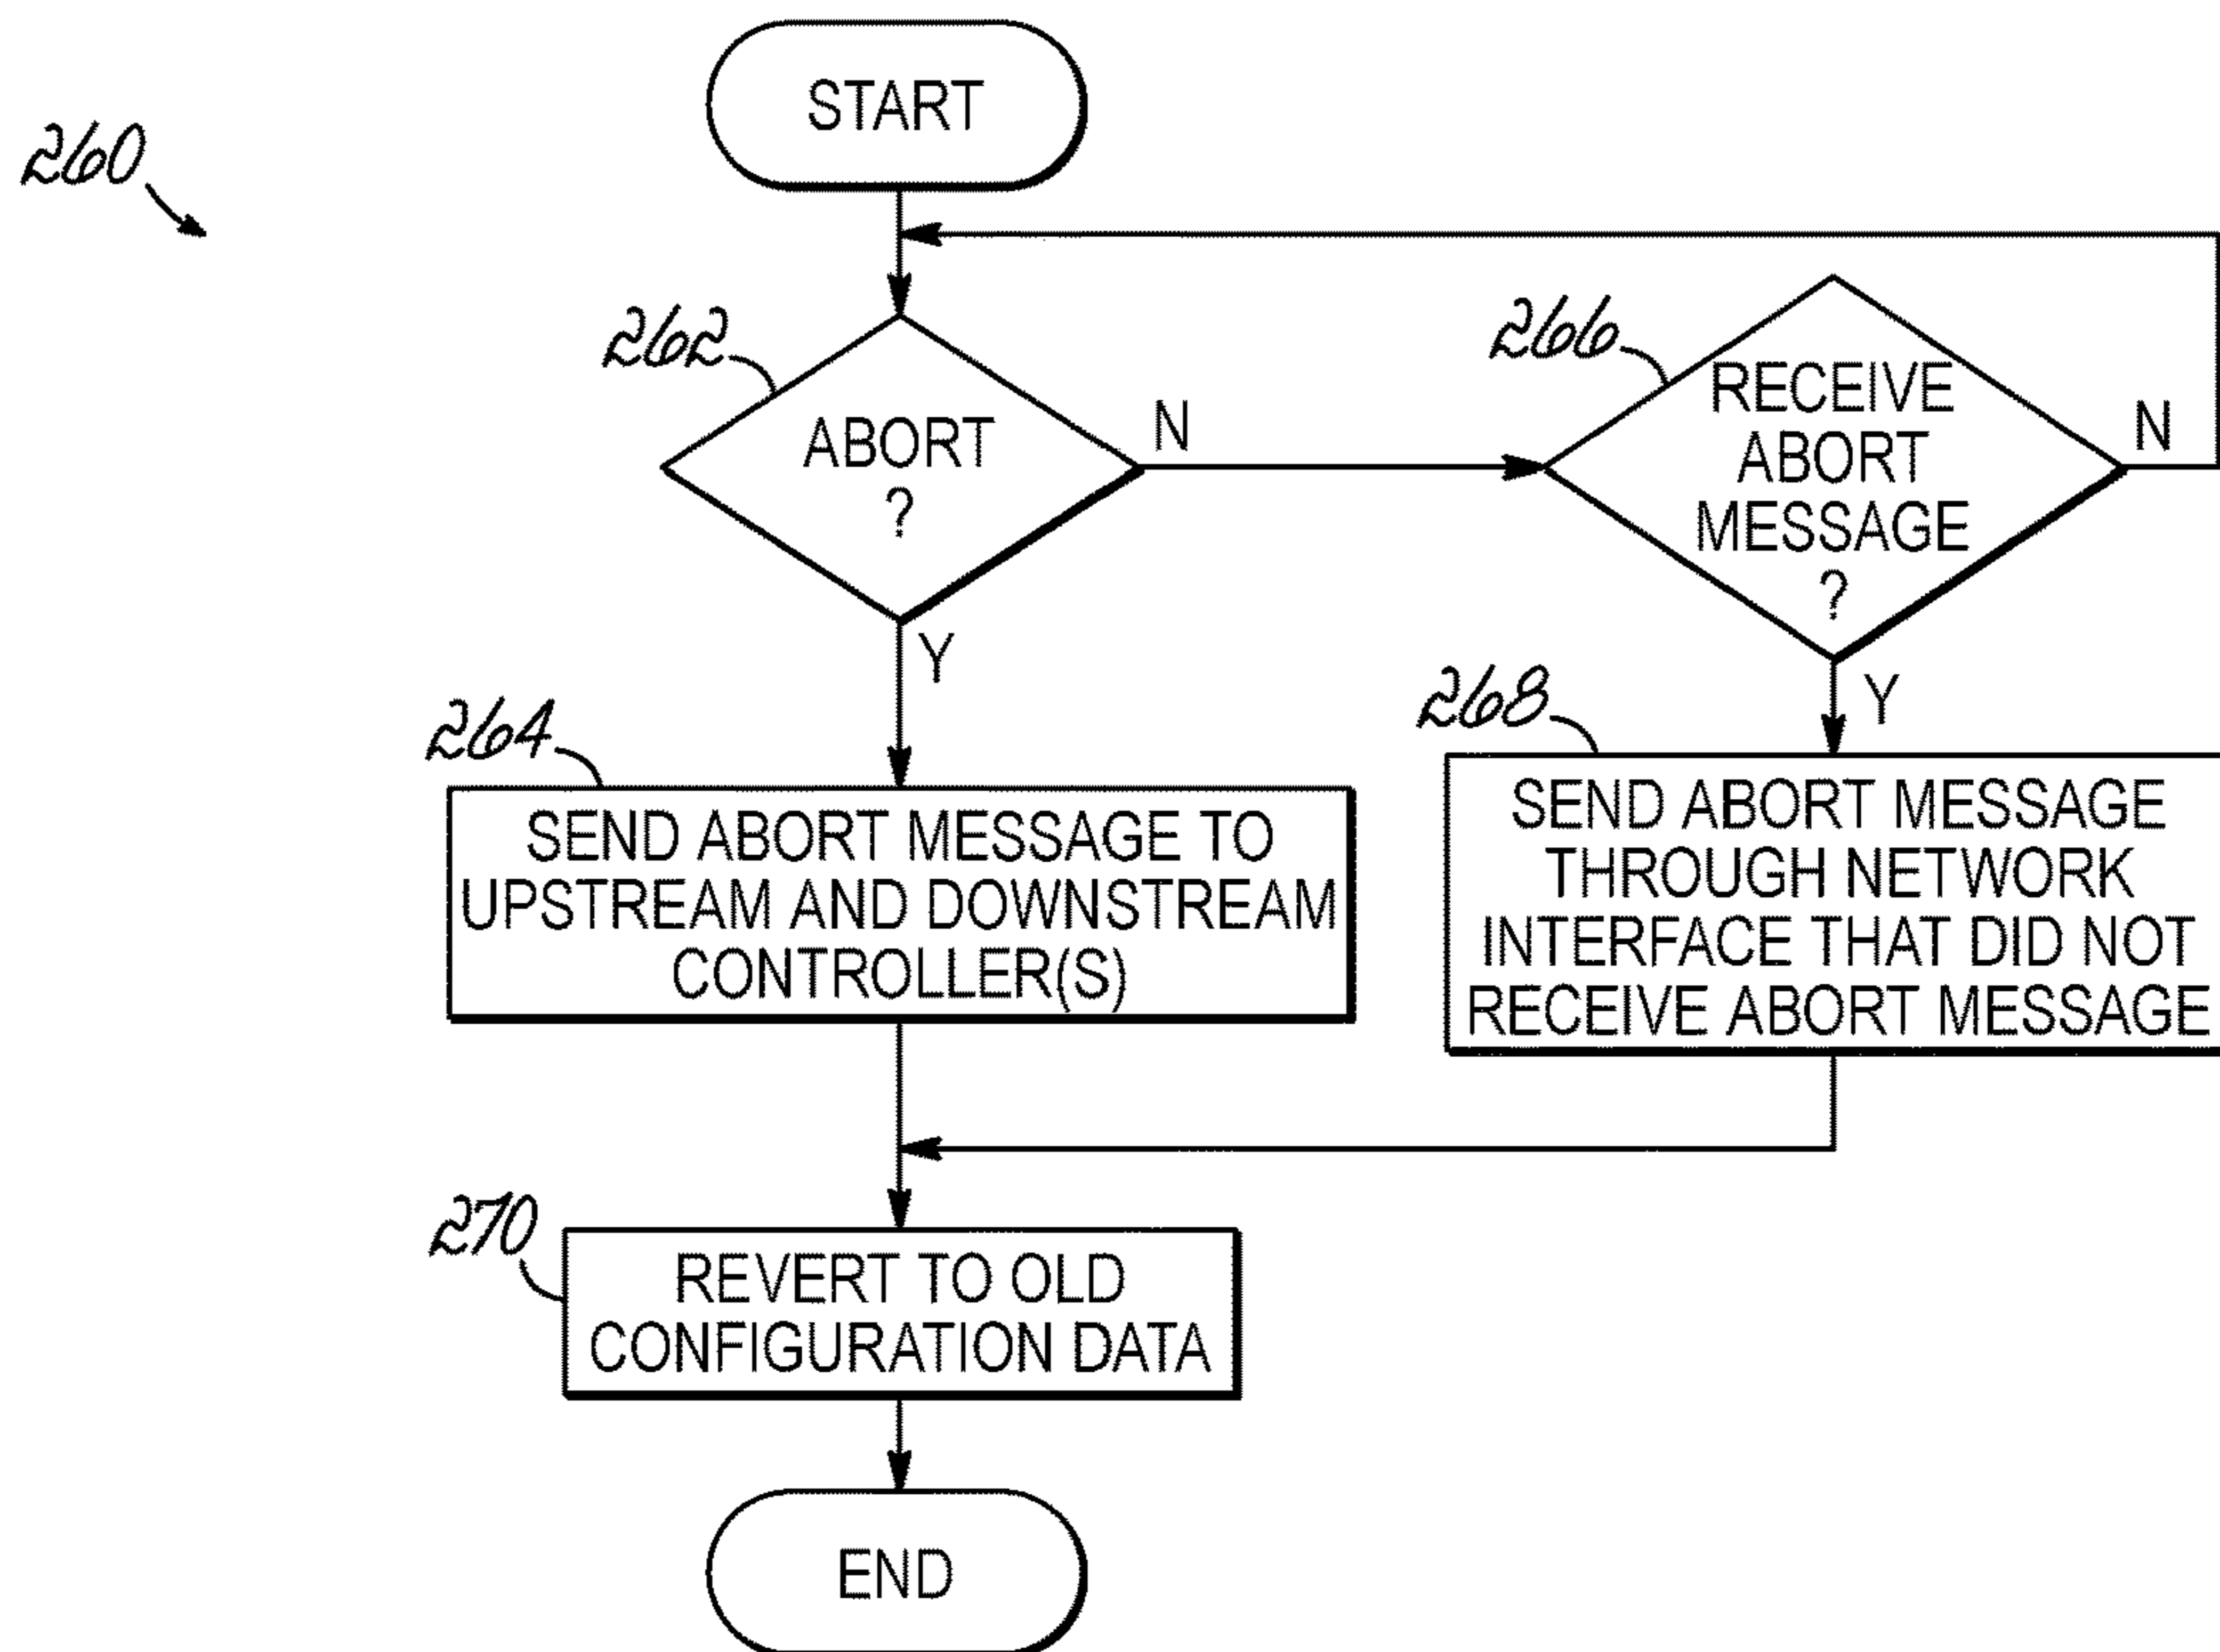 START
260
262
ABORT
?
N
266
RECEIVE
ABORT
MESSAGE
?
N
Y
Y
264
SEND ABORT MESSAGE TO
UPSTREAM AND DOWNSTREAM
CONTROLLER(S)
268
SEND ABORT MESSAGE
THROUGH NETWORK
INTERFACE THAT DID NOT
RECEIVE ABORT MESSAGE
270
REVERT TO OLD
CONFIGURATION DATA
END